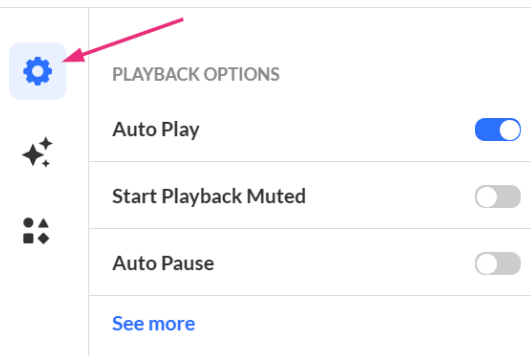 PLAYBACK OPTIONS
Auto Play
Start Playback Muted
Auto Pause
See more